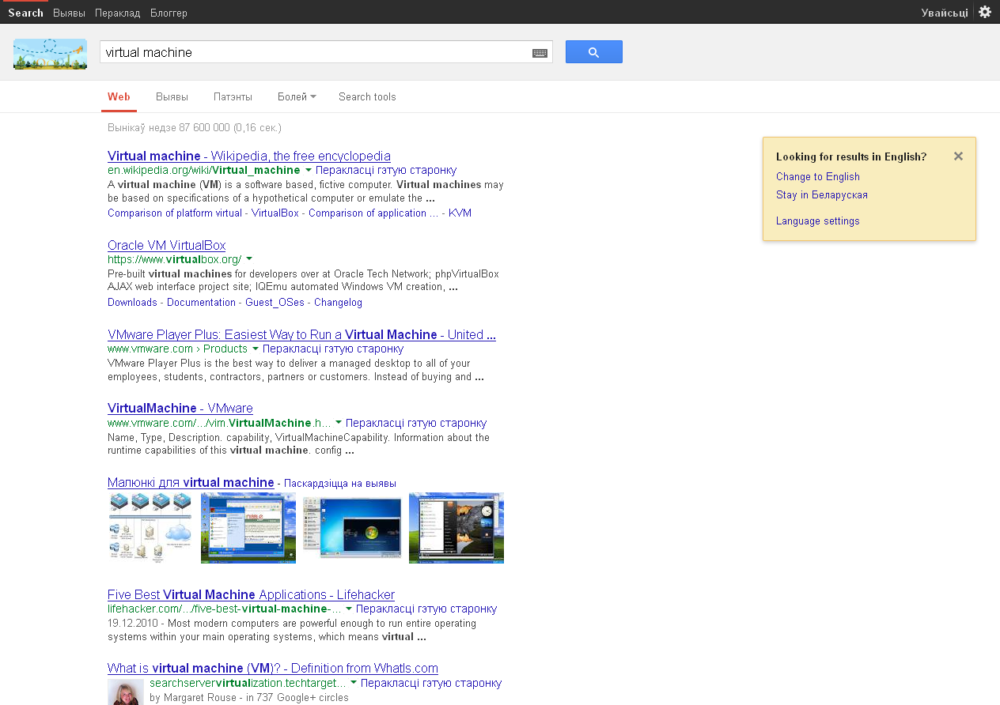 Search Выявы Пераклад Блоггер Увайсьці
virtual machine
Web Выявы Патэнты Болей Search tools
Вынікаў недзе 87 600 000 (0,16 сек.)
Looking for results in English?
Change to English
Stay in Беларуская
Language settings
Virtual machine - Wikipedia, the free encyclopedia
en.wikipedia.org/wiki/Virtual_machine Перакласці гэтую старонку
A virtual machine (VM) is a software based, fictive computer. Virtual machines may
be based on specifications of a hypothetical computer or emulate the ...
Comparison of platform virtual - VirtualBox - Comparison of application ... - KVM
Oracle VM VirtualBox
https://www.virtualbox.org/
Pre-built virtual machines for developers over at Oracle Tech Network; phpVirtualBox
AJAX web interface project site; IQEmu automated Windows VM creation, ...
Downloads - Documentation - Guest_OSes - Changelog
VMware Player Plus: Easiest Way to Run a Virtual Machine - United ...
www.vmware.com › Products Перакласці гэтую старонку
VMware Player Plus is the best way to deliver a managed desktop to all of your
employees, students, contractors, partners or customers. Instead of buying and ...
VirtualMachine - VMware
www.vmware.com/.../vim.VirtualMachine.h... Перакласці гэтую старонку
Name, Type, Description. capability, VirtualMachineCapability. Information about the
runtime capabilities of this virtual machine. config ...
Малюнкі для virtual machine - Паскардзіцца на выявы
Five Best Virtual Machine Applications - Lifehacker
lifehacker.com/.../five-best-virtual-machine-... Перакласці гэтую старонку
19.12.2010 - Most modern computers are powerful enough to run entire operating
systems within your main operating systems, which means virtual ...
What is virtual machine (VM)? - Definition from WhatIs.com
searchservervirtualization.techtarget... Перакласці гэтую старонку
by Margaret Rouse - in 737 Google+ circles